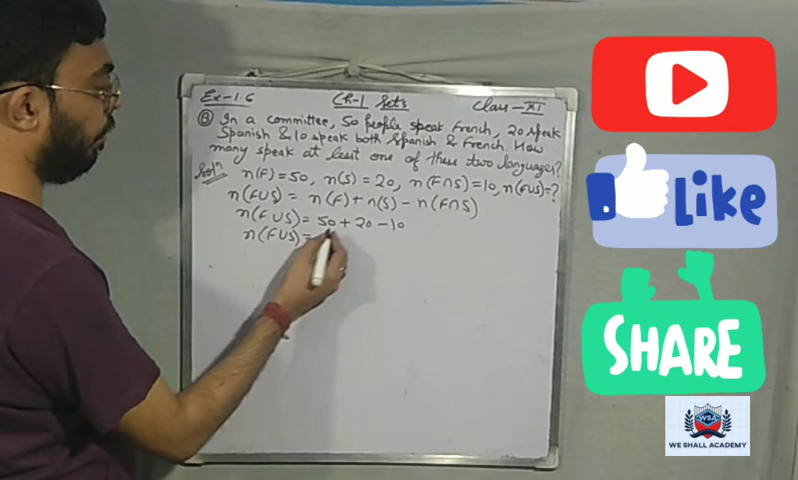 Ex-1.6 Ch-1 Sets Class-XI
⑧ In a committee, 50 people speak French, 20 speak
Spanish & 10 speak both Spanish & French. How
many speak at least one of these two languages?
Solⁿ n(F)=50, n(S)=20, n(F∩S)=10, n(F∪S)=?
n(F∪S) = n(F)+n(S)-n(F∩S)
n(F∪S) = 50+20-10
n(F∪S)=
Like
SHARE
WSA
WE SHALL ACADEMY